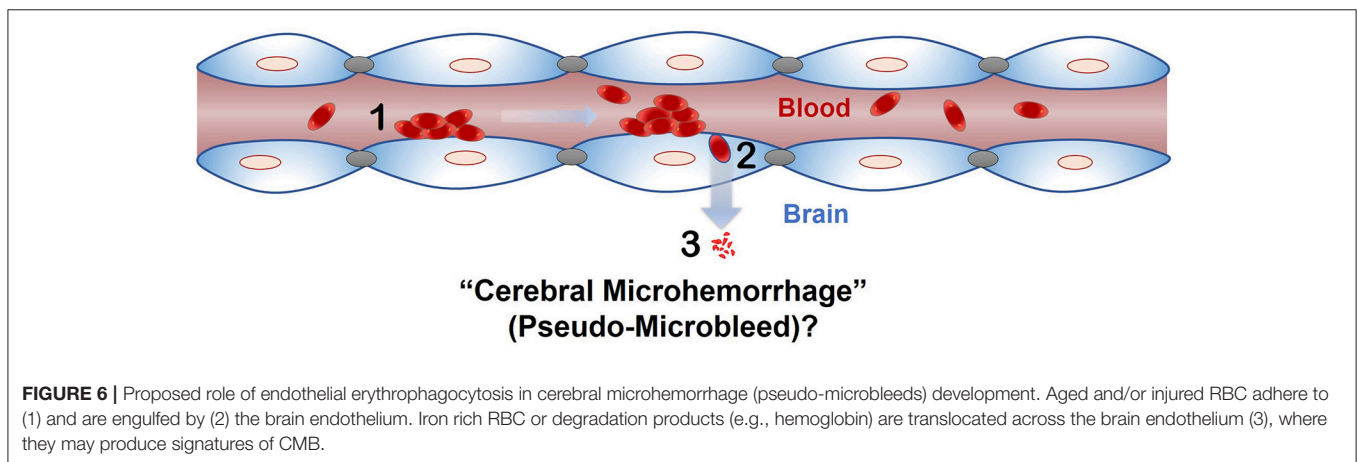 1
Blood
2
Brain
3
“Cerebral Microhemorrhage”
(Pseudo-Microbleed)?
FIGURE 6 | Proposed role of endothelial erythrophagocytosis in cerebral microhemorrhage (pseudo-microbleeds) development. Aged and/or injured RBC adhere to
(1) and are engulfed by (2) the brain endothelium. Iron rich RBC or degradation products (e.g., hemoglobin) are translocated across the brain endothelium (3), where
they may produce signatures of CMB.